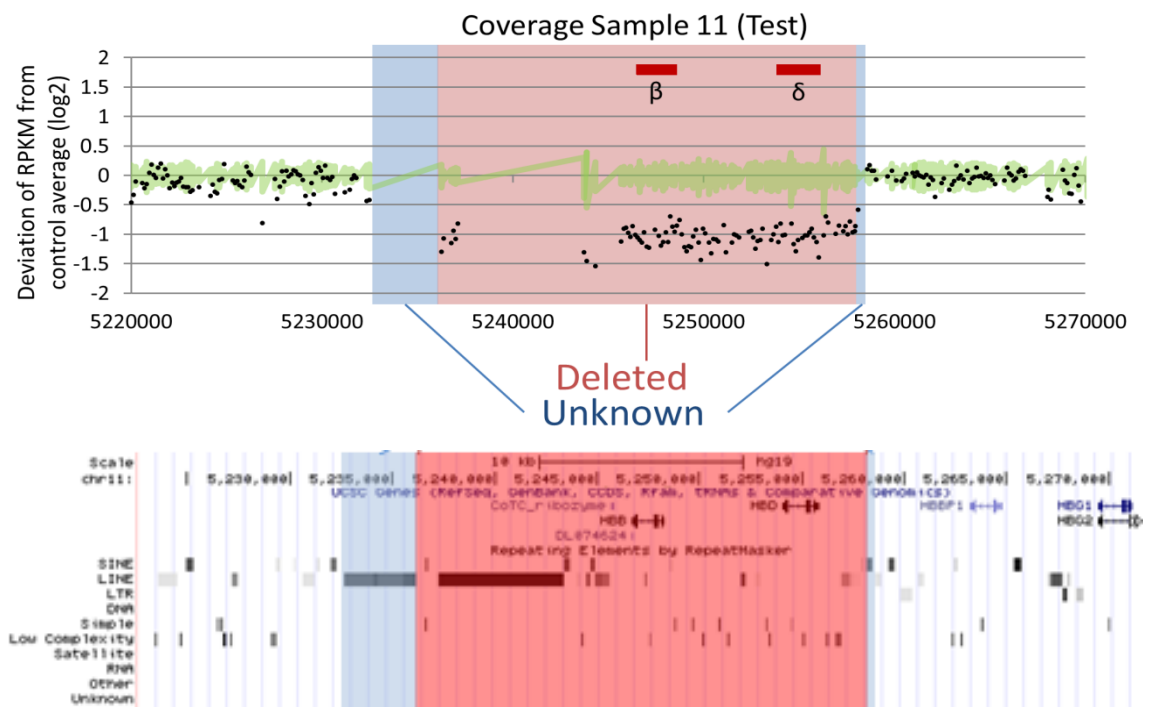 Coverage Sample 11 (Test)
Deviation of RPKM from
control average (log2)
2
1.5
1
0.5
0
-0.5
-1
-1.5
-2
β
δ
5220000 5230000 5240000 5250000 5260000 5270000
Deleted
Unknown
Scale 10 kb hg19
chr11: 5,230,000 5,235,000 5,240,000 5,245,000 5,250,000 5,255,000 5,260,000 5,265,000 5,270,000
UCSC Genes (RefSeq, GenBank, CCDS, Rfam, tRNAs & Comparative Genomics)
CoTC_ribozyme HBD HBBP1 HBG1
HBB HBG2
DL074624
Repeating Elements by RepeatMasker
SINE
LINE
LTR
DNA
Simple
Low Complexity
Satellite
RNA
Other
Unknown